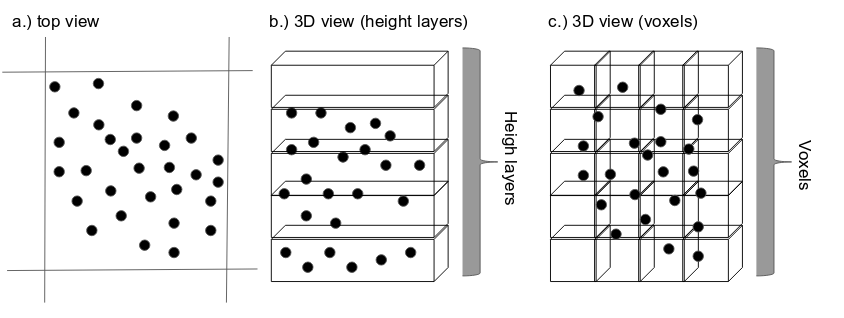 a.) top view
b.) 3D view (height layers)
c.) 3D view (voxels)
Heigh layers
Voxels